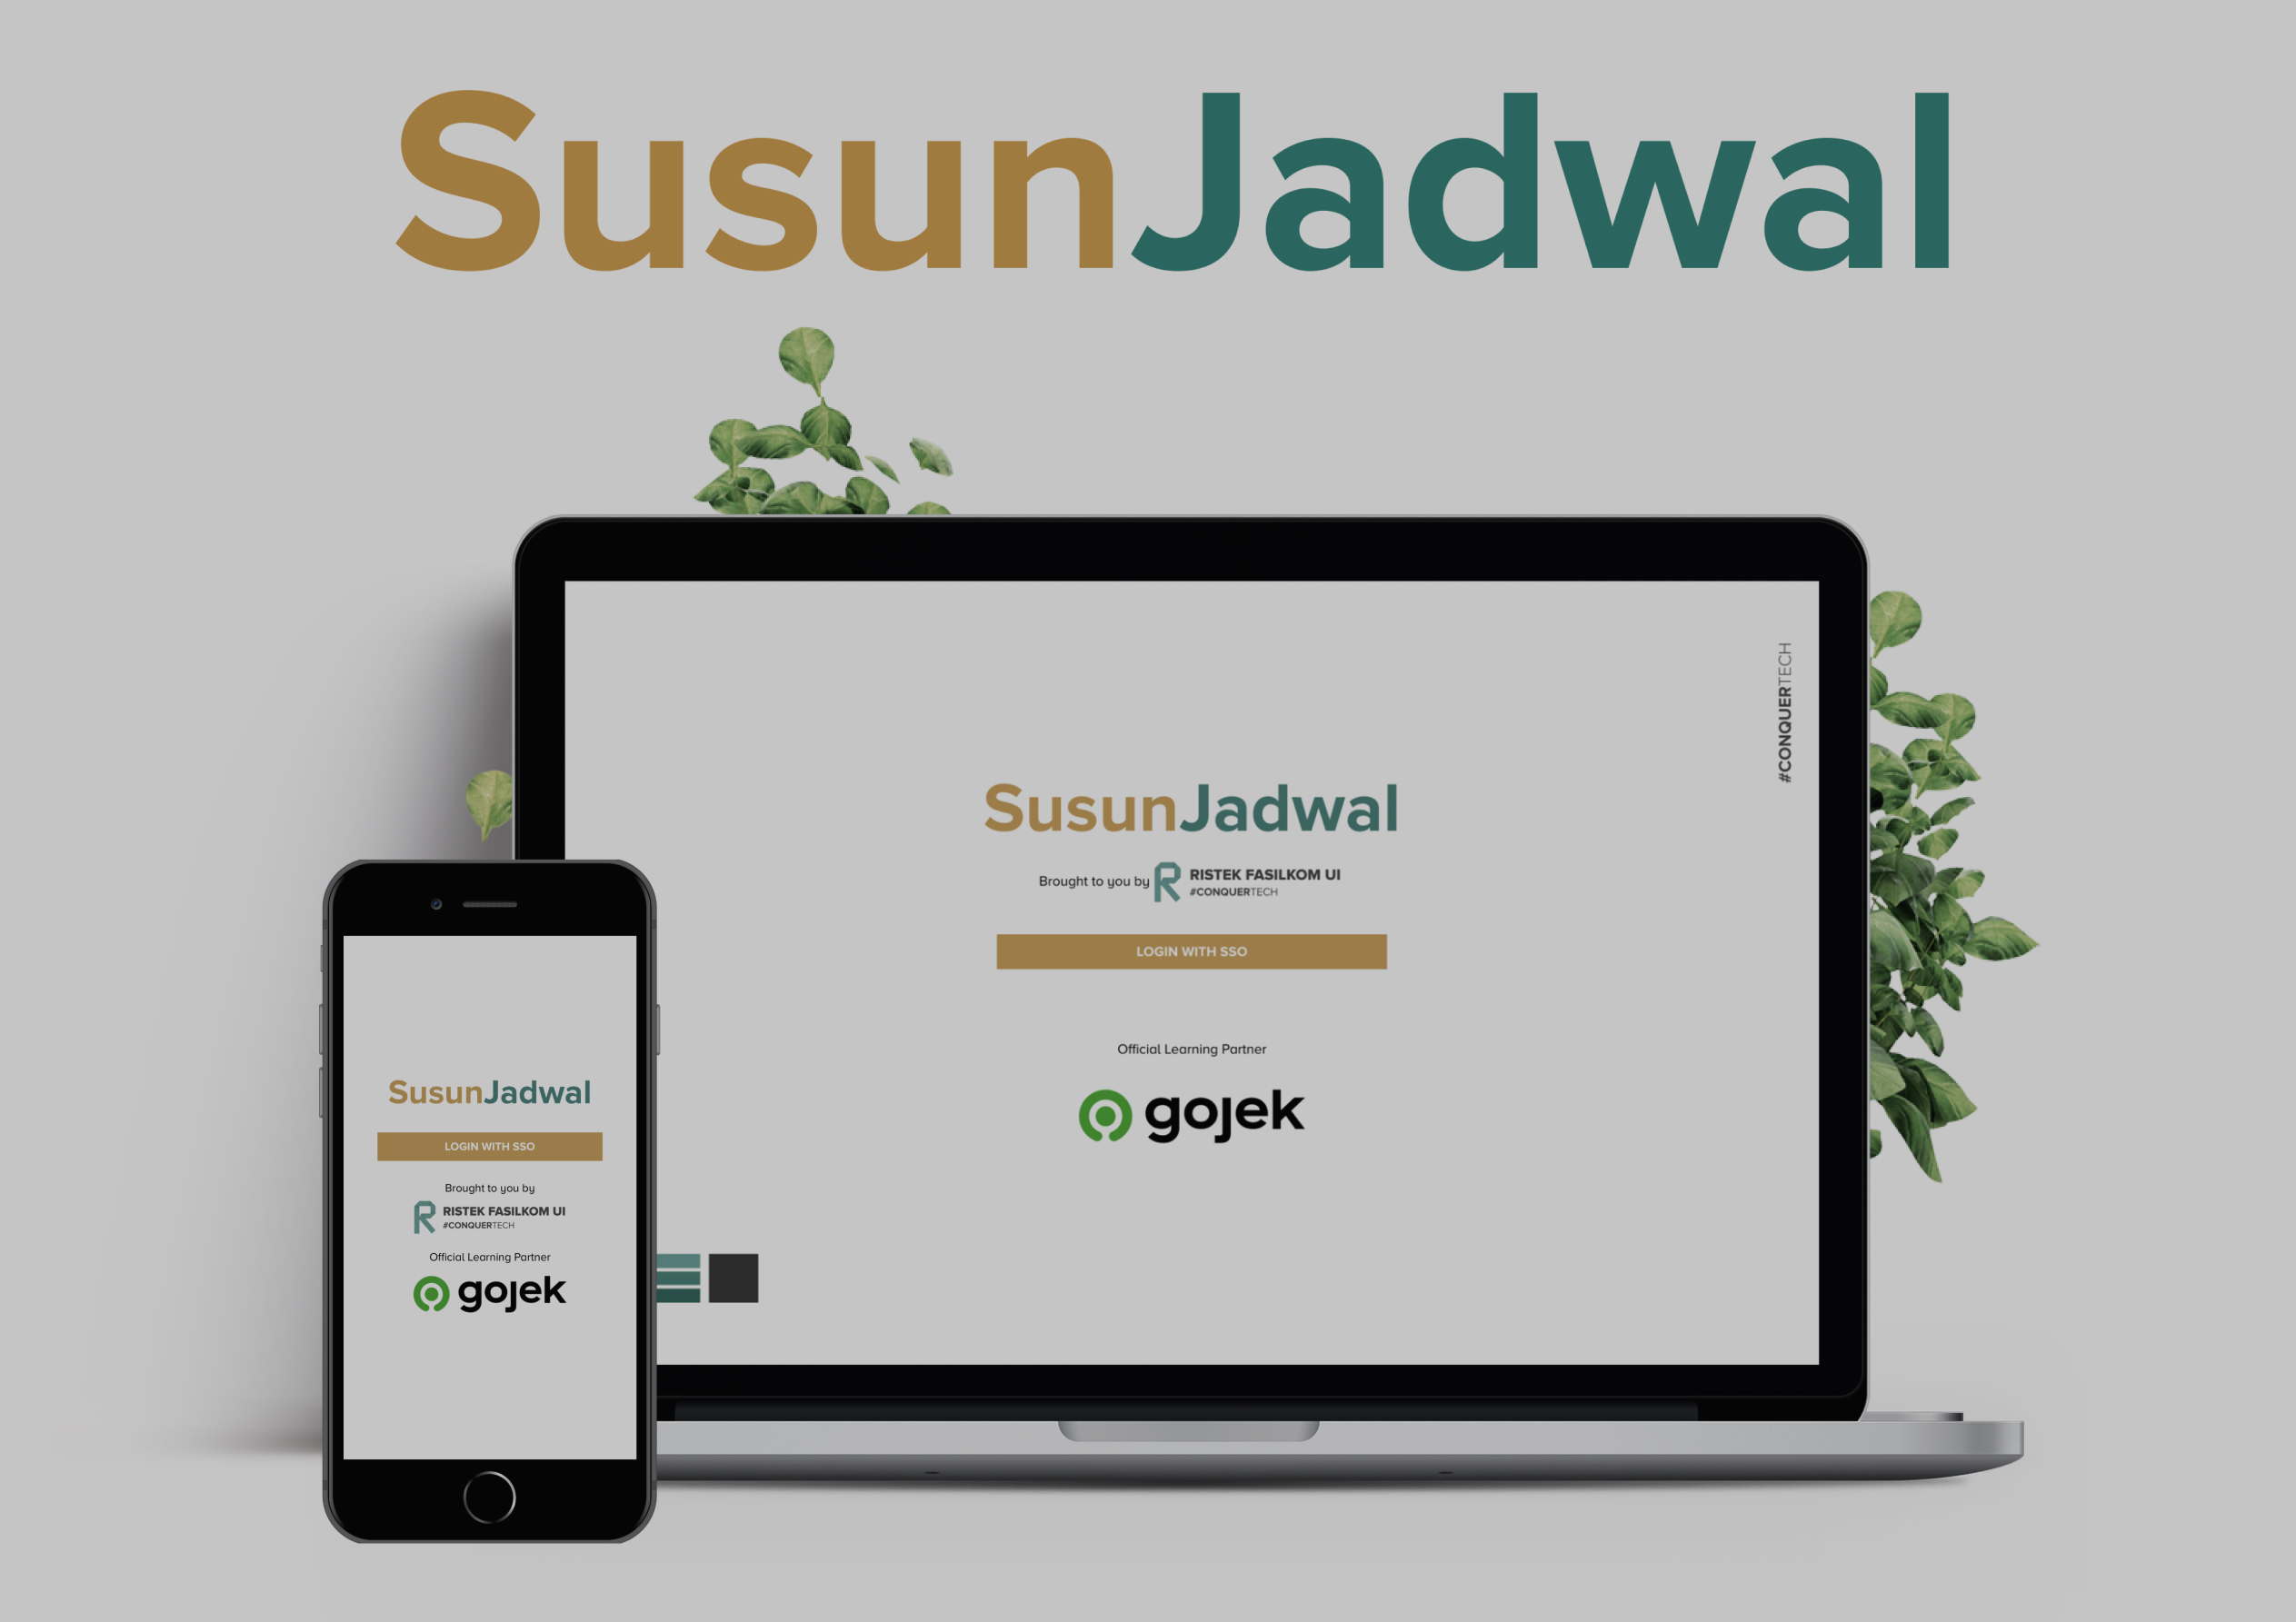 SusunJadwal
#CONQUERTECH
SusunJadwal
Brought to you by
RISTEK FASILKOM UI
#CONQUERTECH
LOGIN WITH SSO
Official Learning Partner
gojek
SusunJadwal
LOGIN WITH SSO
Brought to you by
RISTEK FASILKOM UI
#CONQUERTECH
Official Learning Partner
gojek